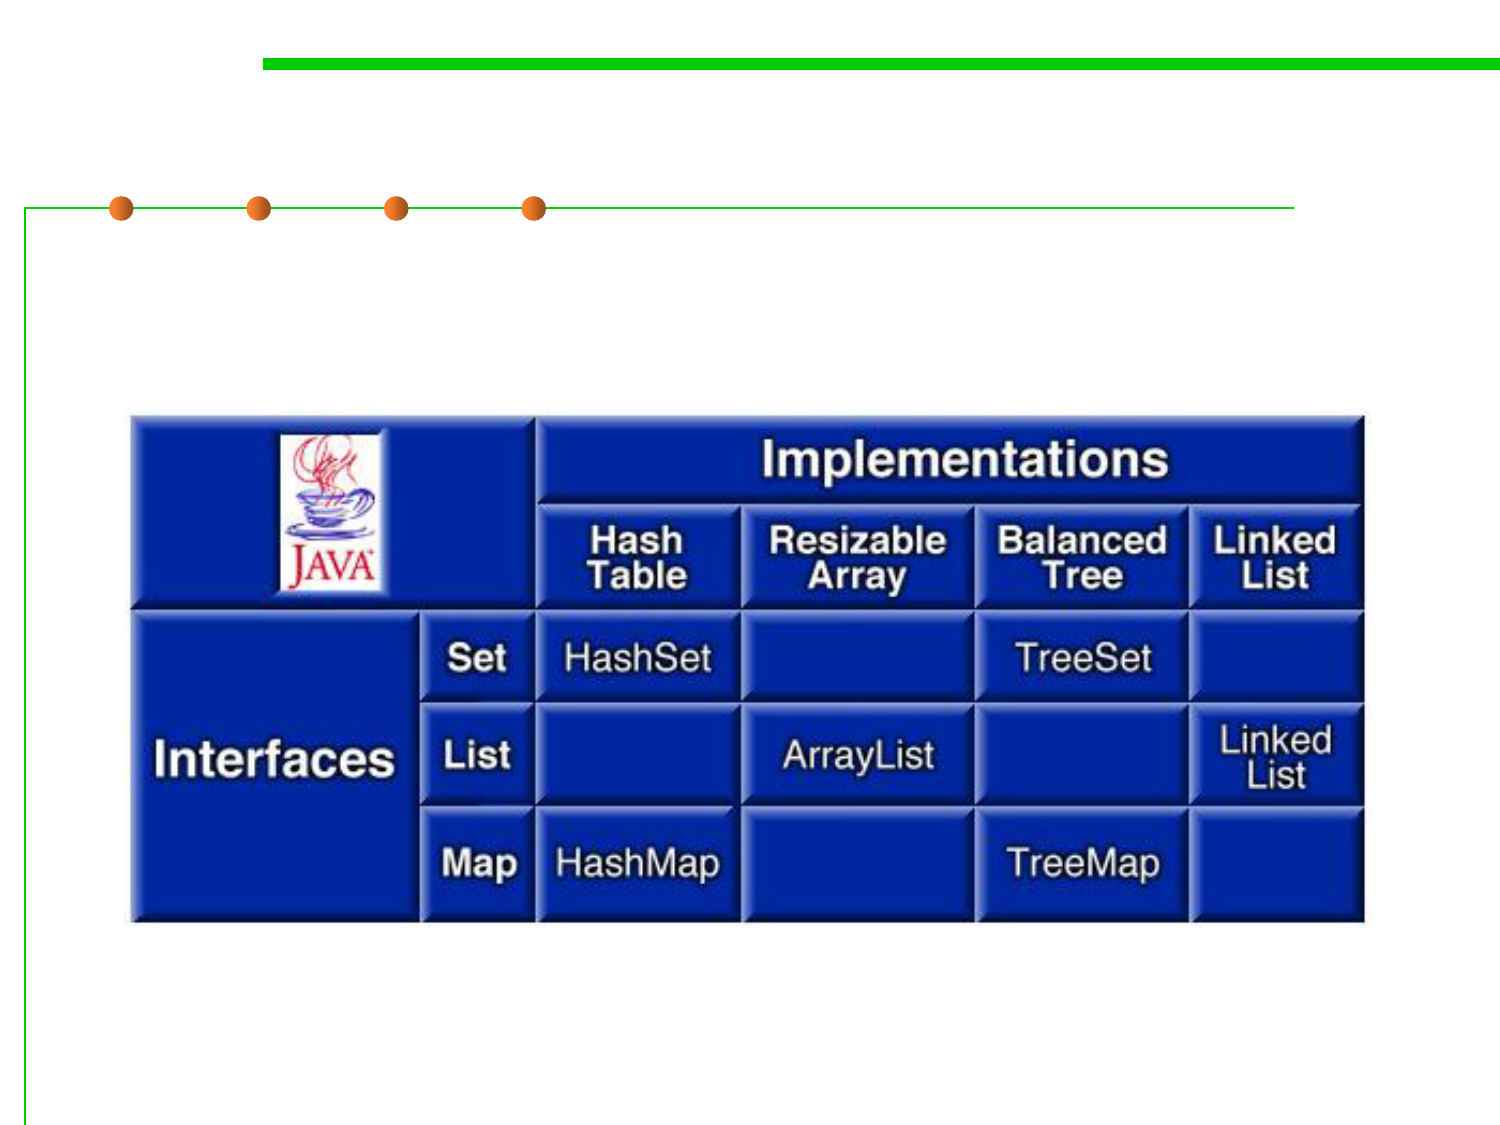 JAVA
Implementations
Hash
Table
Resizable
Array
Balanced
Tree
Linked
List
Interfaces
Set
HashSet
TreeSet
List
ArrayList
Linked
List
Map
HashMap
TreeMap